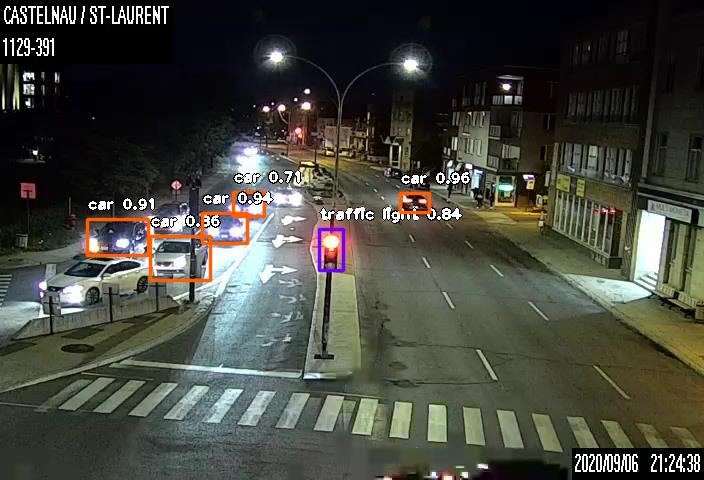 CASTELNAU / ST-LAURENT
1129-391
car 0.71
car 0.96
car 0.91
car 0.94
car 0.86
traffic light 0.84
2020/09/06 21:24:38